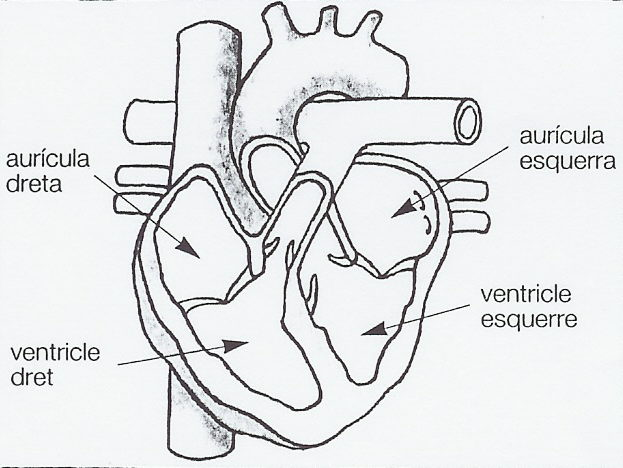 aurícula
dreta
aurícula
esquerra
ventricle
esquerre
ventricle
dret